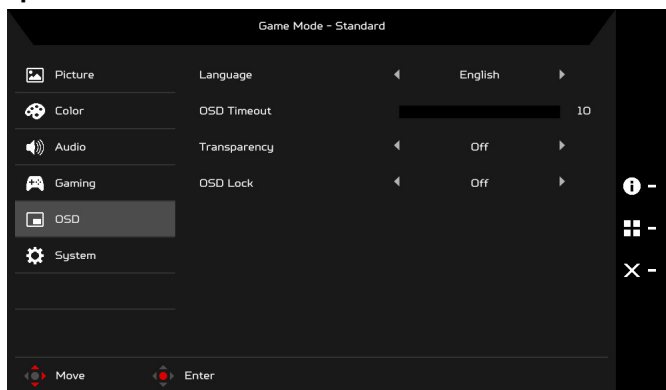 Game Mode - Standard
Picture
Language English
Color
OSD Timeout 10
Audio
Transparency Off
Gaming
OSD Lock Off
OSD
System
Move Enter